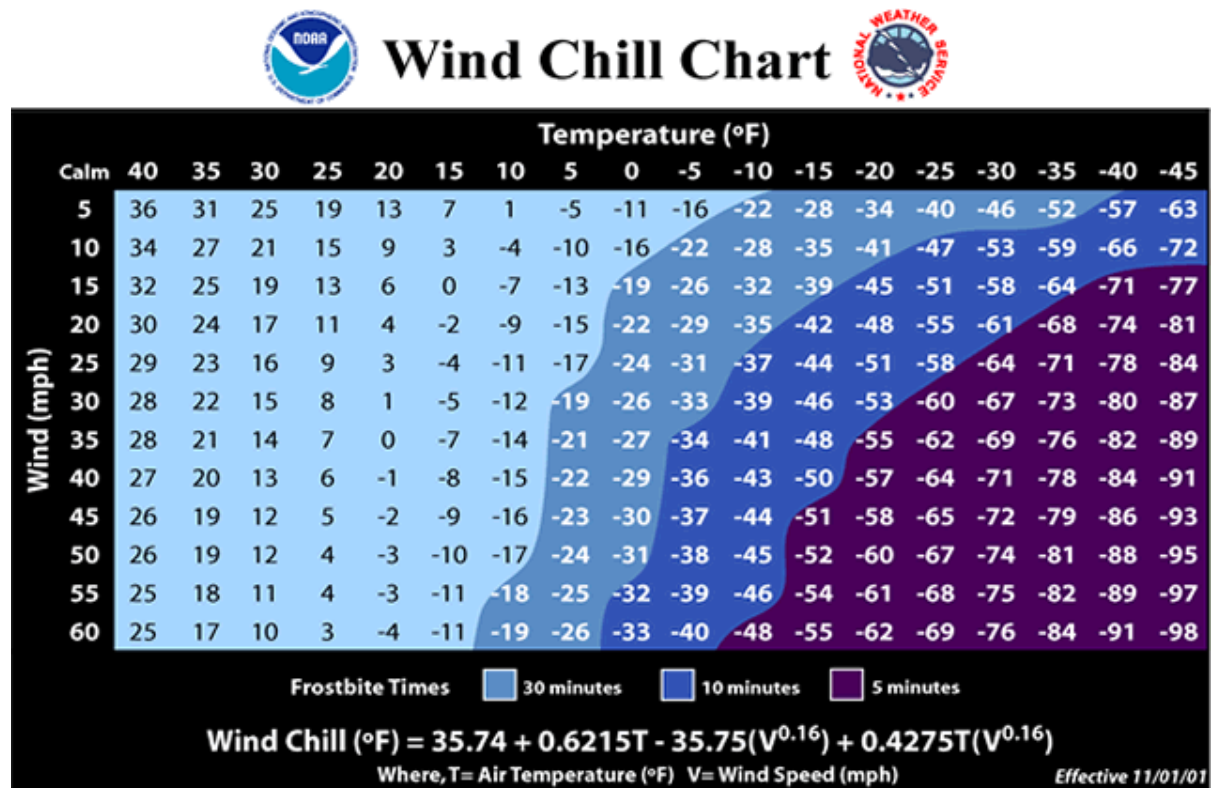 NOAA
Wind Chill Chart
NATIONAL WEATHER SERVICE
Temperature (ºF)
Calm 40 35 30 25 20 15 10 5 0 -5 -10 -15 -20 -25 -30 -35 -40 -45
Wind (mph)
5 36 31 25 19 13 7 1 -5 -11 -16 -22 -28 -34 -40 -46 -52 -57 -63
10 34 27 21 15 9 3 -4 -10 -16 -22 -28 -35 -41 -47 -53 -59 -66 -72
15 32 25 19 13 6 0 -7 -13 -19 -26 -32 -39 -45 -51 -58 -64 -71 -77
20 30 24 17 11 4 -2 -9 -15 -22 -29 -35 -42 -48 -55 -61 -68 -74 -81
25 29 23 16 9 3 -4 -11 -17 -24 -31 -37 -44 -51 -58 -64 -71 -78 -84
30 28 22 15 8 1 -5 -12 -19 -26 -33 -39 -46 -53 -60 -67 -73 -80 -87
35 28 21 14 7 0 -7 -14 -21 -27 -34 -41 -48 -55 -62 -69 -76 -82 -89
40 27 20 13 6 -1 -8 -15 -22 -29 -36 -43 -50 -57 -64 -71 -78 -84 -91
45 26 19 12 5 -2 -9 -16 -23 -30 -37 -44 -51 -58 -65 -72 -79 -86 -93
50 26 19 12 4 -3 -10 -17 -24 -31 -38 -45 -52 -60 -67 -74 -81 -88 -95
55 25 18 11 4 -3 -11 -18 -25 -32 -39 -46 -54 -61 -68 -75 -82 -89 -97
60 25 17 10 3 -4 -11 -19 -26 -33 -40 -48 -55 -62 -69 -76 -84 -91 -98
Frostbite Times 30 minutes 10 minutes 5 minutes
Wind Chill (ºF) = 35.74 + 0.6215T - 35.75(V^0.16) + 0.4275T(V^0.16)
Where, T= Air Temperature (ºF) V= Wind Speed (mph)
Effective 11/01/01